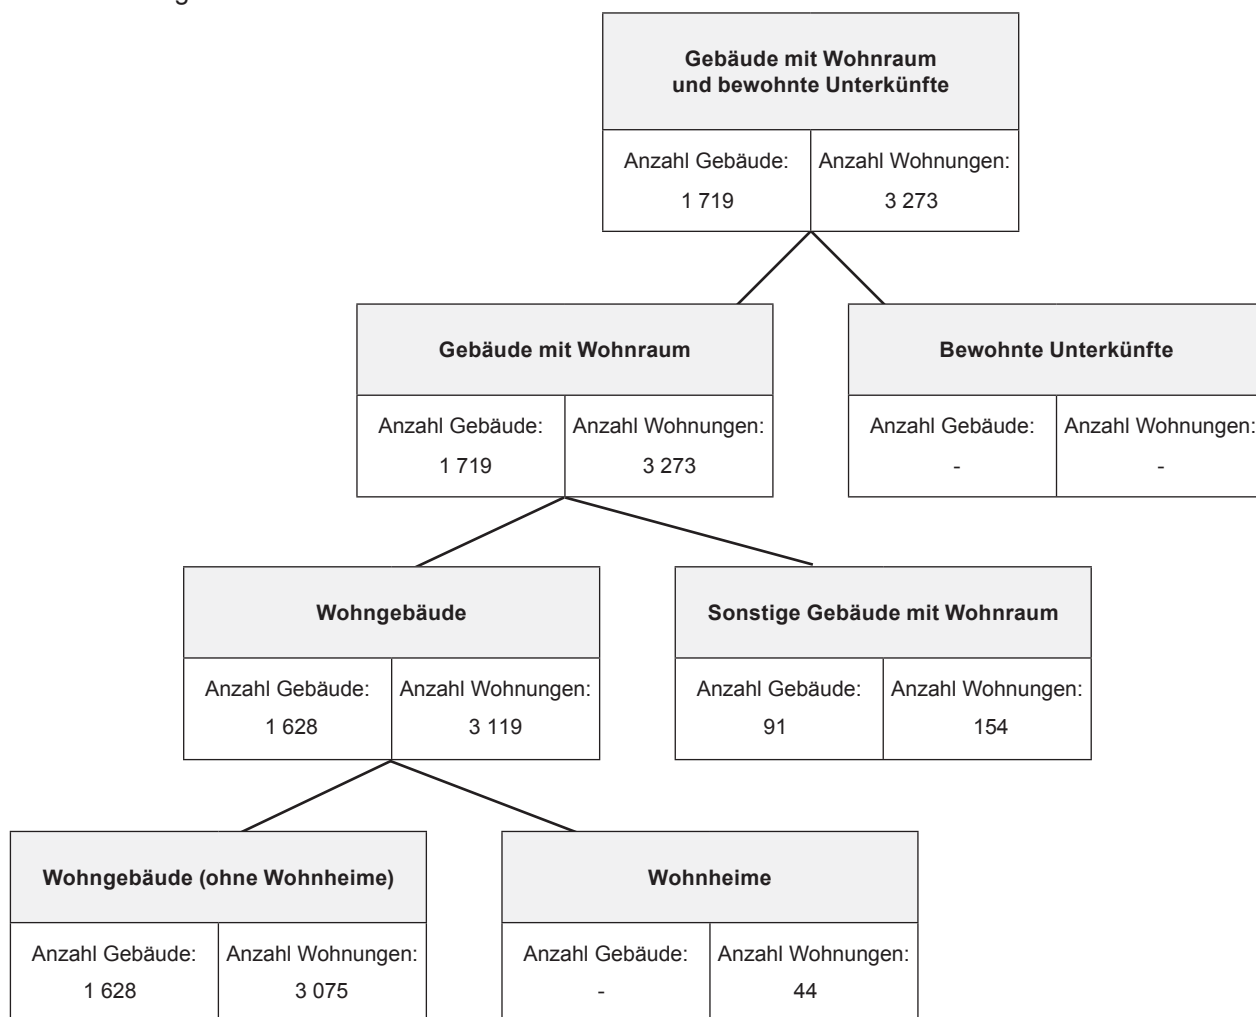 Gebäude mit Wohnraum
und bewohnte Unterkünfte
Anzahl Gebäude: Anzahl Wohnungen:
1 719 3 273
Gebäude mit Wohnraum Bewohnte Unterkünfte
Anzahl Gebäude: Anzahl Wohnungen: Anzahl Gebäude: Anzahl Wohnungen:
1 719 3 273 - -
Wohngebäude Sonstige Gebäude mit Wohnraum
Anzahl Gebäude: Anzahl Wohnungen: Anzahl Gebäude: Anzahl Wohnungen:
1 628 3 119 91 154
Wohngebäude (ohne Wohnheime) Wohnheime
Anzahl Gebäude: Anzahl Wohnungen: Anzahl Gebäude: Anzahl Wohnungen:
1 628 3 075 - 44